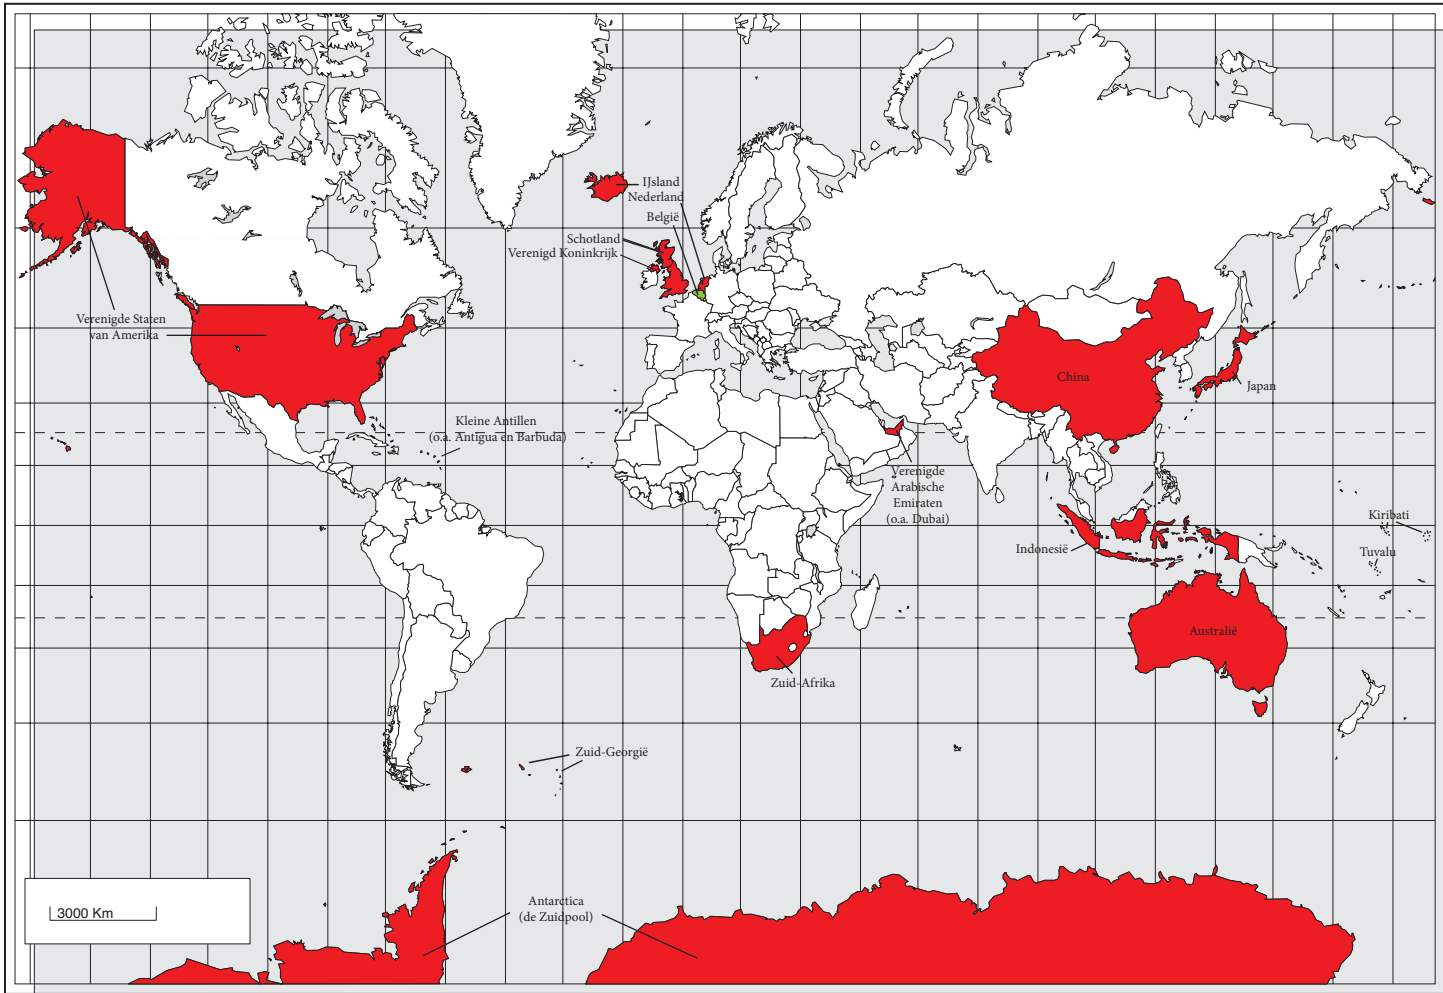 IJsland
Nederland
België
Schotland
Verenigd Koninkrijk
Verenigde Staten
van Amerika
China
Japan
Kleine Antillen
(o.a. Antigua en Barbuda)
Verenigde
Arabische
Emiraten
(o.a. Dubai)
Kiribati
Indonesië
Tuvalu
Australië
Zuid-Afrika
Zuid-Georgië
Antarctica
(de Zuidpool)
3000 Km